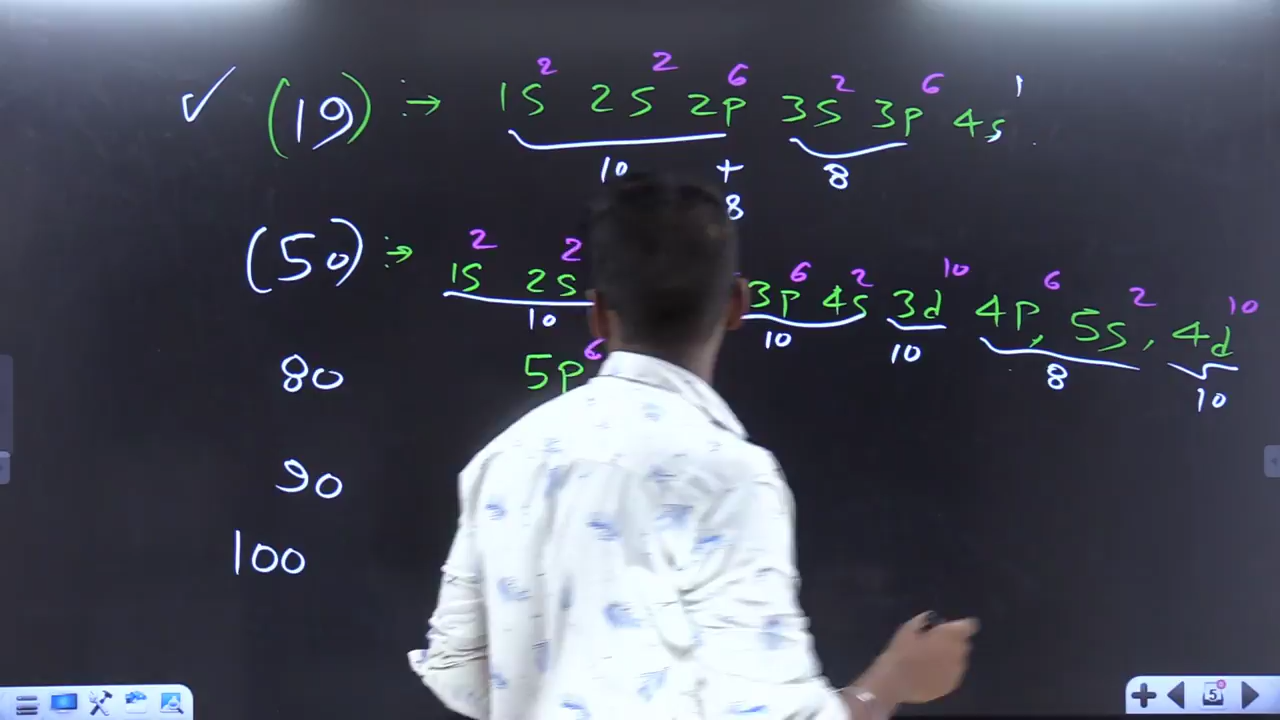 ✓ (19) :→ 1s² 2s² 2p⁶ 3s² 3p⁶ 4s¹
10 + 8
8
(50) :→ 1s² 2s² 3p⁶ 4s² 3d¹⁰ 4p⁶, 5s², 4d¹⁰
10 10 10 8 10
80 5p⁶
90
100
5